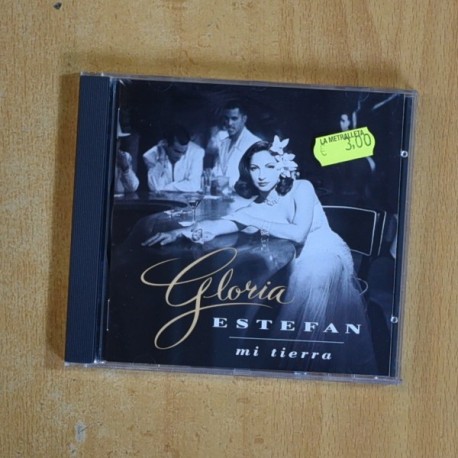 LA METRALLETA
€ 3,00
Gloria
ESTEFAN
mi tierra